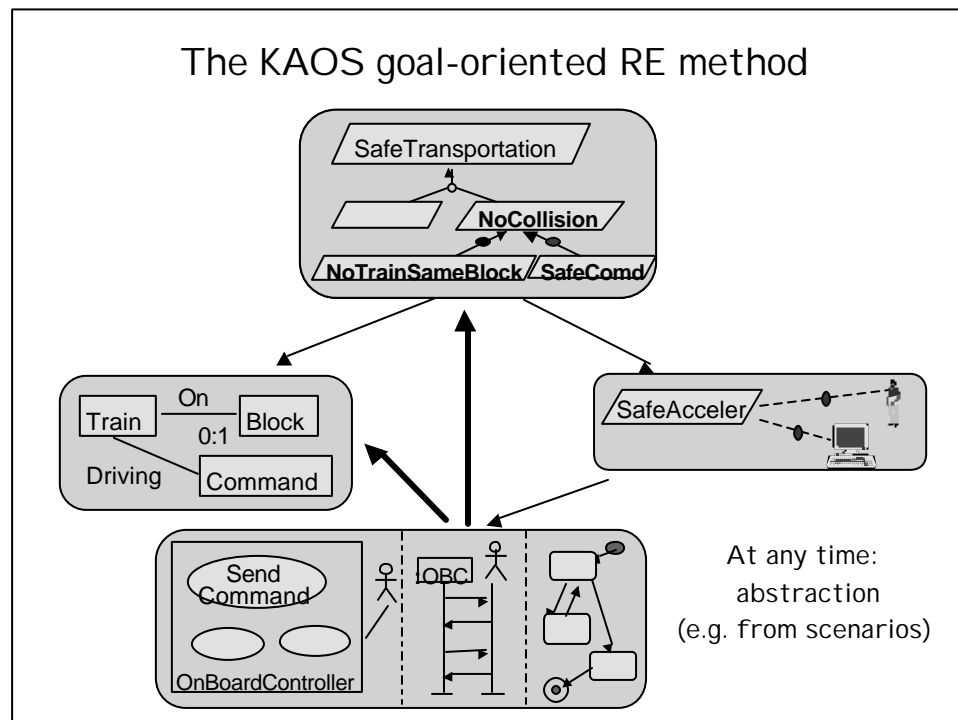 The KAOS goal-oriented RE method
SafeTransportation
NoCollision
NoTrainSameBlock
SafeComd
On
Train
Block
0:1
Driving
Command
SafeAcceler
Send
Command
OnBoardController
:OBC
At any time:
abstraction
(e.g. from scenarios)